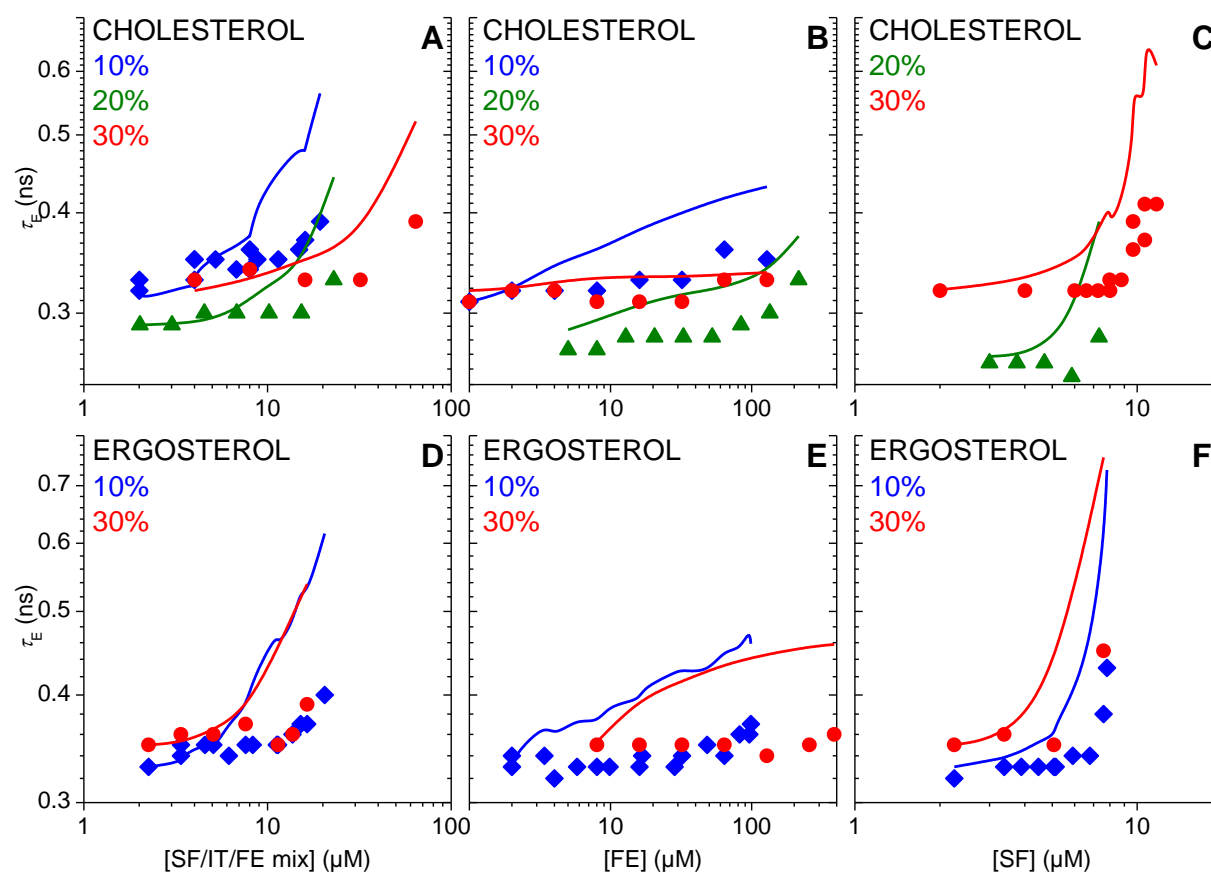 CHOLESTEROL A
10%
20%
30%
CHOLESTEROL B
10%
20%
30%
CHOLESTEROL C
20%
30%
0.6
0.5
0.4
0.3
τE (ns)
1 10 100
1 10 100
1 10
ERGOSTEROL D
10%
30%
ERGOSTEROL E
10%
30%
ERGOSTEROL F
10%
30%
0.7
0.6
0.5
0.4
0.3
τE (ns)
1 10 100
1 10 100
1 10
[SF/IT/FE mix] (μM)
[FE] (μM)
[SF] (μM)